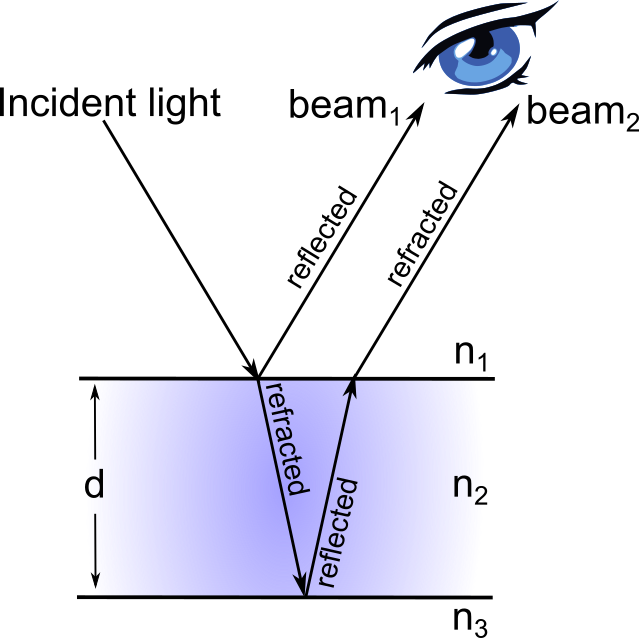 Incident light
beam₁
beam₂
reflected
refracted
n₁
refracted
d
n₂
reflected
n₃